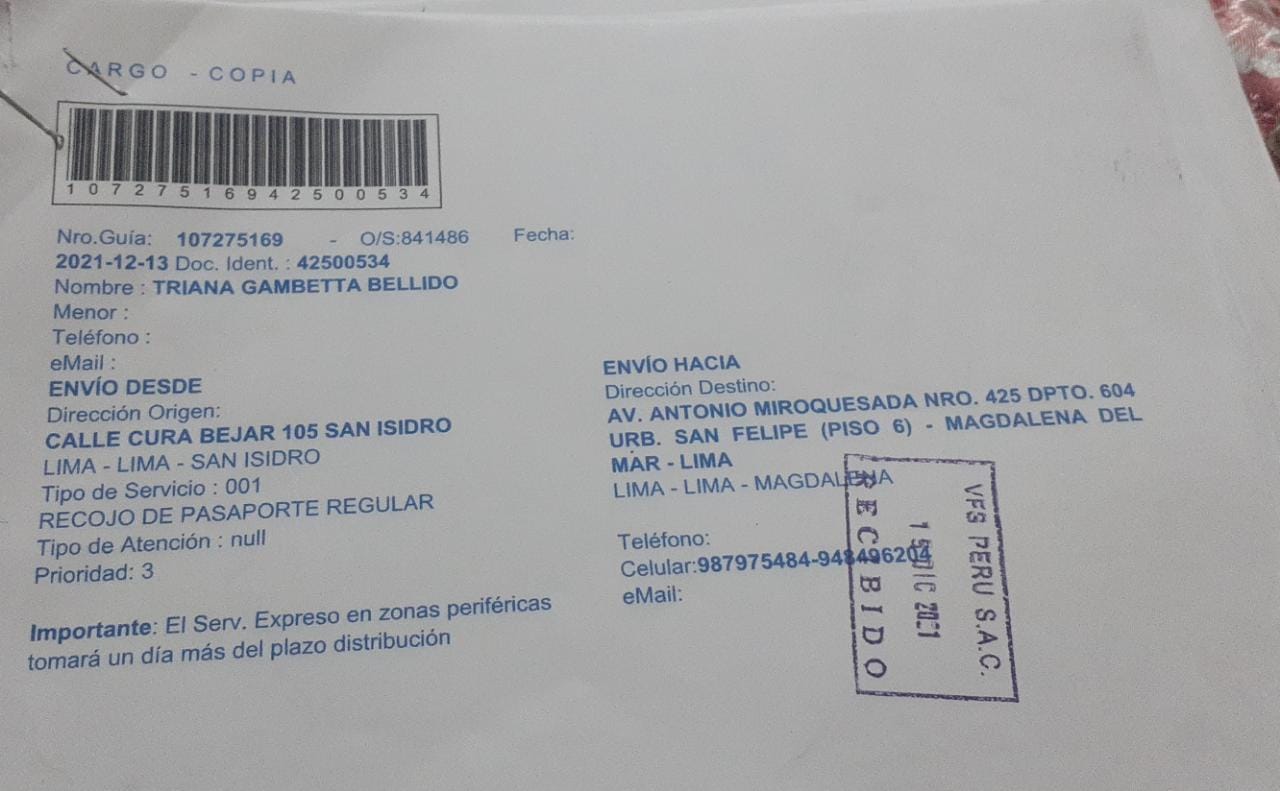 CARGO - COPIA
1072751694250​0534
Nro.Guía: 107275169 - O/S:841486 Fecha:
2021-12-13 Doc. Ident. : 42500534
Nombre : TRIANA GAMBETTA BELLIDO
Menor :
Teléfono :
eMail :
ENVÍO DESDE
Dirección Origen:
CALLE CURA BEJAR 105 SAN ISIDRO
LIMA - LIMA - SAN ISIDRO
Tipo de Servicio : 001
RECOJO DE PASAPORTE REGULAR
Tipo de Atención : null
Prioridad: 3
Importante: El Serv. Expreso en zonas periféricas
tomará un día más del plazo distribución
ENVÍO HACIA
Dirección Destino:
AV. ANTONIO MIROQUESADA NRO. 425 DPTO. 604
URB. SAN FELIPE (PISO 6) - MAGDALENA DEL
MAR - LIMA
LIMA - LIMA - MAGDALENA
Teléfono:
Celular:987975484-948496204
eMail:
VFS PERU S.A.C.
15 DIC 2021
RECIBIDO